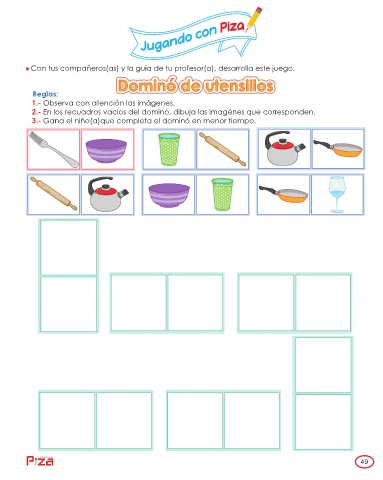 Jugando con Piza
Con tus compañeros(as) y la guía de tu profesor(a), desarrolla este juego.
Dominó de utensilios
Reglas:
1.- Observa con atención las imágenes.
2.- En los recuadros vacíos del dominó, dibuja las imagénes que corresponden.
3.- Gana el niño(a)que completa el dominó en menor tiempo.
Piza
49